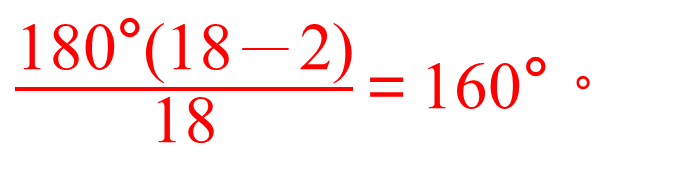 180°(18−2)/18 = 160° 。